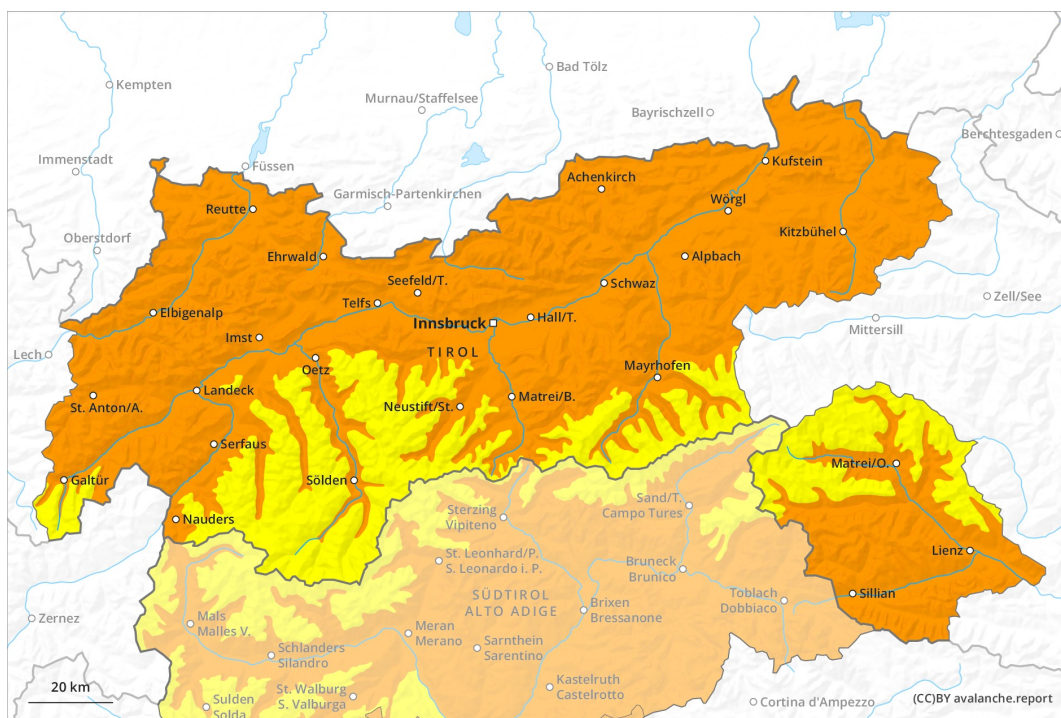 Kempten
Bad Tölz
Murnau/Staffelsee
Bayrischzell
Berchtesgaden
Immenstadt
Füssen
Kufstein
Garmisch-Partenkirchen
Achenkirch
Reutte
Wörgl
Oberstdorf
Kitzbühel
Ehrwald
Alpbach
Seefeld/T.
Schwaz
Zell/See
Telfs
Elbigenalp
Innsbruck
Hall/T.
Mittersill
Imst
Lech
TIROL
Oetz
Mayrhofen
Landeck
St. Anton/A.
Neustift/St.
Matrei/B.
Serfaus
Matrei/O.
Galtür
Sölden
Sand/T.
Campo Tures
Sterzing
Vipiteno
Nauders
Lienz
St. Leonhard/P.
S. Leonardo i. P.
Bruneck
Brunico
SÜDTIROL
ALTO ADIGE
Sillian
Toblach
Dobbiaco
Zernez
Mals
Malles V.
Brixen
Bressanone
Meran
Merano
Sarnthein
Sarentino
Schlanders
Silandro
20 km
Kastelruth
Castelrotto
St. Walburg
S. Valburga
Sulden
Solda
Cortina d'Ampezzo
(CC)BY avalanche.report